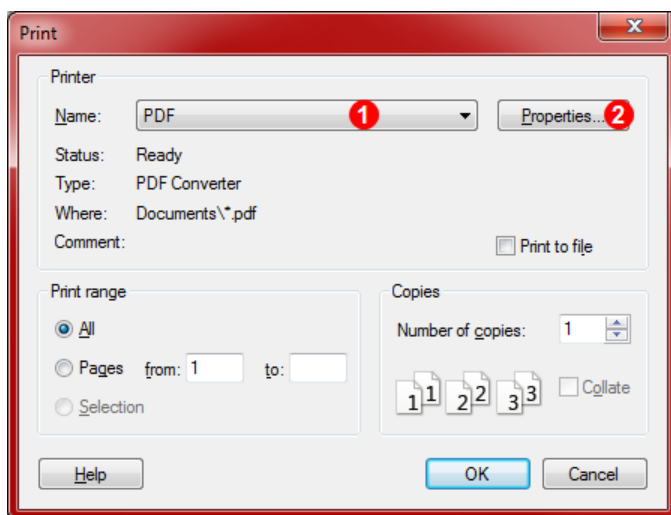 Print
X
Printer
Name: PDF 1 Properties... 2
Status: Ready
Type: PDF Converter
Where: Documents\*.pdf
Comment: Print to file
Print range
All
Pages from: 1 to:
Selection
Copies
Number of copies: 1
1 1 2 2 3 3 Collate
Help OK Cancel